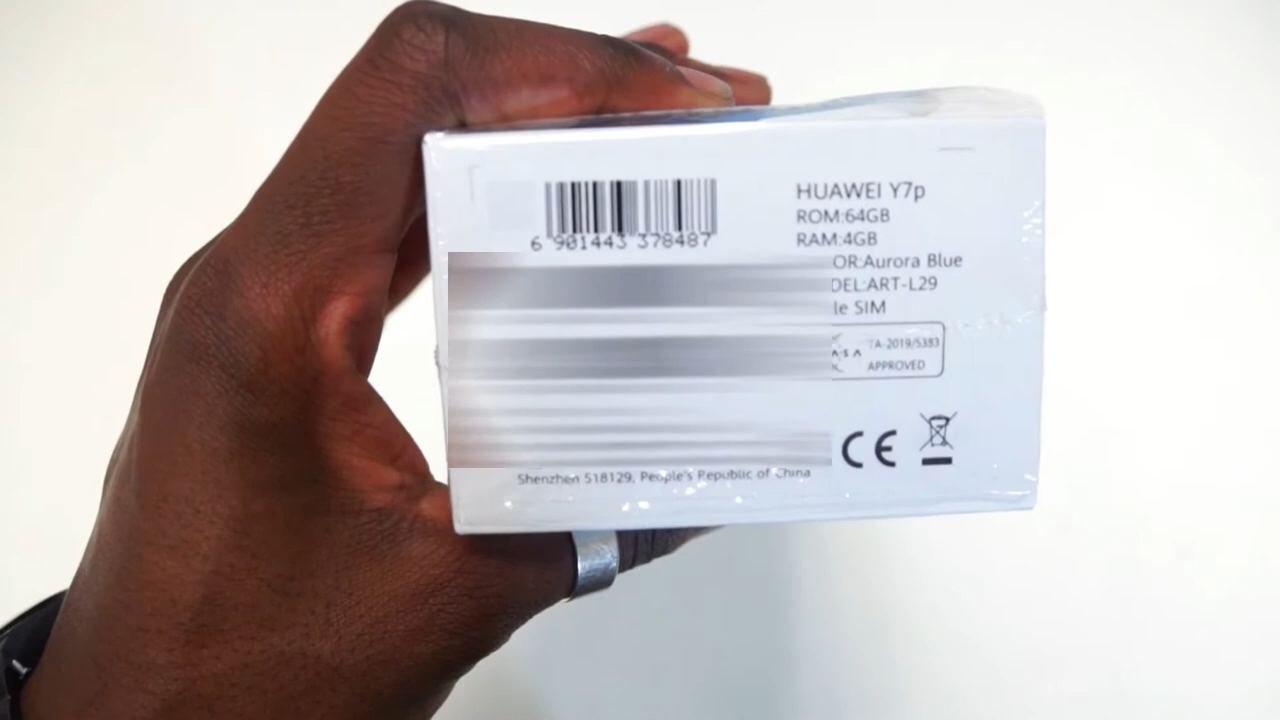 6 901443 378487
HUAWEI Y7p
ROM:64GB
RAM:4GB
OR:Aurora Blue
DEL:ART-L29
le SIM
ASA TA-2019/5383
APPROVED
CE
Shenzhen 518129, People's Republic of China